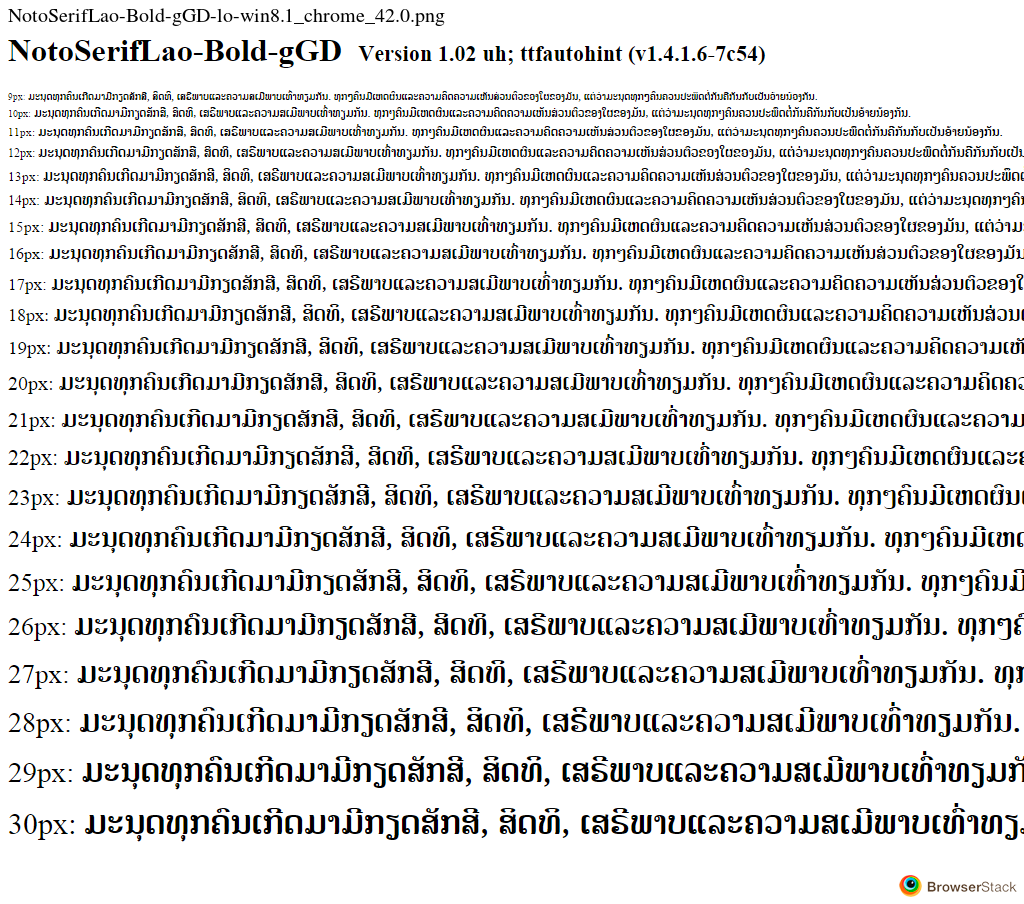 NotoSerifLao-Bold-gGD-lo-win8.1_chrome_42.0.png
NotoSerifLao-Bold-gGD Version 1.02 uh; ttfautohint (v1.4.1.6-7c54)
9px: ມະນຸດທຸກຄົນເກີດມາມີກຽດສັກສີ, ສິດທິ, ເສຣີພາບແລະຄວາມສເມີພາບເທົ່າທຽມກັນ. ທຸກໆຄົນມີເຫດຜົນແລະຄວາມຄິດຄວາມເຫັນສ່ວນຕົວຂອງໃຜຂອງມັນ, ແຕ່ວ່າມະນຸດທຸກໆຄົນຄວນປະພຶດຕໍ່ກັນຄືກັນກັບເປັນອ້າຍນ້ອງກັນ.
10px: ມະນຸດທຸກຄົນເກີດມາມີກຽດສັກສີ, ສິດທິ, ເສຣີພາບແລະຄວາມສເມີພາບເທົ່າທຽມກັນ. ທຸກໆຄົນມີເຫດຜົນແລະຄວາມຄິດຄວາມເຫັນສ່ວນຕົວຂອງໃຜຂອງມັນ, ແຕ່ວ່າມະນຸດທຸກໆຄົນຄວນປະພຶດຕໍ່ກັນຄືກັນກັບເປັນອ້າຍນ້ອງກັນ.
11px: ມະນຸດທຸກຄົນເກີດມາມີກຽດສັກສີ, ສິດທິ, ເສຣີພາບແລະຄວາມສເມີພາບເທົ່າທຽມກັນ. ທຸກໆຄົນມີເຫດຜົນແລະຄວາມຄິດຄວາມເຫັນສ່ວນຕົວຂອງໃຜຂອງມັນ, ແຕ່ວ່າມະນຸດທຸກໆຄົນຄວນປະພຶດຕໍ່ກັນຄືກັນກັບເປັນອ້າຍນ້ອງກັນ.
12px: ມະນຸດທຸກຄົນເກີດມາມີກຽດສັກສີ, ສິດທິ, ເສຣີພາບແລະຄວາມສເມີພາບເທົ່າທຽມກັນ. ທຸກໆຄົນມີເຫດຜົນແລະຄວາມຄິດຄວາມເຫັນສ່ວນຕົວຂອງໃຜຂອງມັນ, ແຕ່ວ່າມະນຸດທຸກໆຄົນຄວນປະພຶດຕໍ່ກັນຄືກັນກັບເປັ
13px: ມະນຸດທຸກຄົນເກີດມາມີກຽດສັກສີ, ສິດທິ, ເສຣີພາບແລະຄວາມສເມີພາບເທົ່າທຽມກັນ. ທຸກໆຄົນມີເຫດຜົນແລະຄວາມຄິດຄວາມເຫັນສ່ວນຕົວຂອງໃຜຂອງມັນ, ແຕ່ວ່າມະນຸດທຸກໆຄົນຄວນປະພຶດ
14px: ມະນຸດທຸກຄົນເກີດມາມີກຽດສັກສີ, ສິດທິ, ເສຣີພາບແລະຄວາມສເມີພາບເທົ່າທຽມກັນ. ທຸກໆຄົນມີເຫດຜົນແລະຄວາມຄິດຄວາມເຫັນສ່ວນຕົວຂອງໃຜຂອງມັນ, ແຕ່ວ່າມະນຸດທຸກໆຄົ
15px: ມະນຸດທຸກຄົນເກີດມາມີກຽດສັກສີ, ສິດທິ, ເສຣີພາບແລະຄວາມສເມີພາບເທົ່າທຽມກັນ. ທຸກໆຄົນມີເຫດຜົນແລະຄວາມຄິດຄວາມເຫັນສ່ວນຕົວຂອງໃຜຂອງມັນ, ແຕ່ວ່າມ
16px: ມະນຸດທຸກຄົນເກີດມາມີກຽດສັກສີ, ສິດທິ, ເສຣີພາບແລະຄວາມສເມີພາບເທົ່າທຽມກັນ. ທຸກໆຄົນມີເຫດຜົນແລະຄວາມຄິດຄວາມເຫັນສ່ວນຕົວຂອງໃຜຂອງມັນ
17px: ມະນຸດທຸກຄົນເກີດມາມີກຽດສັກສີ, ສິດທິ, ເສຣີພາບແລະຄວາມສເມີພາບເທົ່າທຽມກັນ. ທຸກໆຄົນມີເຫດຜົນແລະຄວາມຄິດຄວາມເຫັນສ່ວນຕົວຂອງໃ
18px: ມະນຸດທຸກຄົນເກີດມາມີກຽດສັກສີ, ສິດທິ, ເສຣີພາບແລະຄວາມສເມີພາບເທົ່າທຽມກັນ. ທຸກໆຄົນມີເຫດຜົນແລະຄວາມຄິດຄວາມເຫັນສ່ວນ
19px: ມະນຸດທຸກຄົນເກີດມາມີກຽດສັກສີ, ສິດທິ, ເສຣີພາບແລະຄວາມສເມີພາບເທົ່າທຽມກັນ. ທຸກໆຄົນມີເຫດຜົນແລະຄວາມຄິດຄວາມເຫັ
20px: ມະນຸດທຸກຄົນເກີດມາມີກຽດສັກສີ, ສິດທິ, ເສຣີພາບແລະຄວາມສເມີພາບເທົ່າທຽມກັນ. ທຸກໆຄົນມີເຫດຜົນແລະຄວາມຄິດຄວ
21px: ມະນຸດທຸກຄົນເກີດມາມີກຽດສັກສີ, ສິດທິ, ເສຣີພາບແລະຄວາມສເມີພາບເທົ່າທຽມກັນ. ທຸກໆຄົນມີເຫດຜົນແລະຄວາມ
22px: ມະນຸດທຸກຄົນເກີດມາມີກຽດສັກສີ, ສິດທິ, ເສຣີພາບແລະຄວາມສເມີພາບເທົ່າທຽມກັນ. ທຸກໆຄົນມີເຫດຜົນແລະຄ
23px: ມະນຸດທຸກຄົນເກີດມາມີກຽດສັກສີ, ສິດທິ, ເສຣີພາບແລະຄວາມສເມີພາບເທົ່າທຽມກັນ. ທຸກໆຄົນມີເຫດຜົນ
24px: ມະນຸດທຸກຄົນເກີດມາມີກຽດສັກສີ, ສິດທິ, ເສຣີພາບແລະຄວາມສເມີພາບເທົ່າທຽມກັນ. ທຸກໆຄົນມີເຫດ
25px: ມະນຸດທຸກຄົນເກີດມາມີກຽດສັກສີ, ສິດທິ, ເສຣີພາບແລະຄວາມສເມີພາບເທົ່າທຽມກັນ. ທຸກໆຄົນມີ
26px: ມະນຸດທຸກຄົນເກີດມາມີກຽດສັກສີ, ສິດທິ, ເສຣີພາບແລະຄວາມສເມີພາບເທົ່າທຽມກັນ. ທຸກໆຄົ
27px: ມະນຸດທຸກຄົນເກີດມາມີກຽດສັກສີ, ສິດທິ, ເສຣີພາບແລະຄວາມສເມີພາບເທົ່າທຽມກັນ. ທຸກ
28px: ມະນຸດທຸກຄົນເກີດມາມີກຽດສັກສີ, ສິດທິ, ເສຣີພາບແລະຄວາມສເມີພາບເທົ່າທຽມກັນ.
29px: ມະນຸດທຸກຄົນເກີດມາມີກຽດສັກສີ, ສິດທິ, ເສຣີພາບແລະຄວາມສເມີພາບເທົ່າທຽມກັ
30px: ມະນຸດທຸກຄົນເກີດມາມີກຽດສັກສີ, ສິດທິ, ເສຣີພາບແລະຄວາມສເມີພາບເທົ່າທຽ
BrowserStack